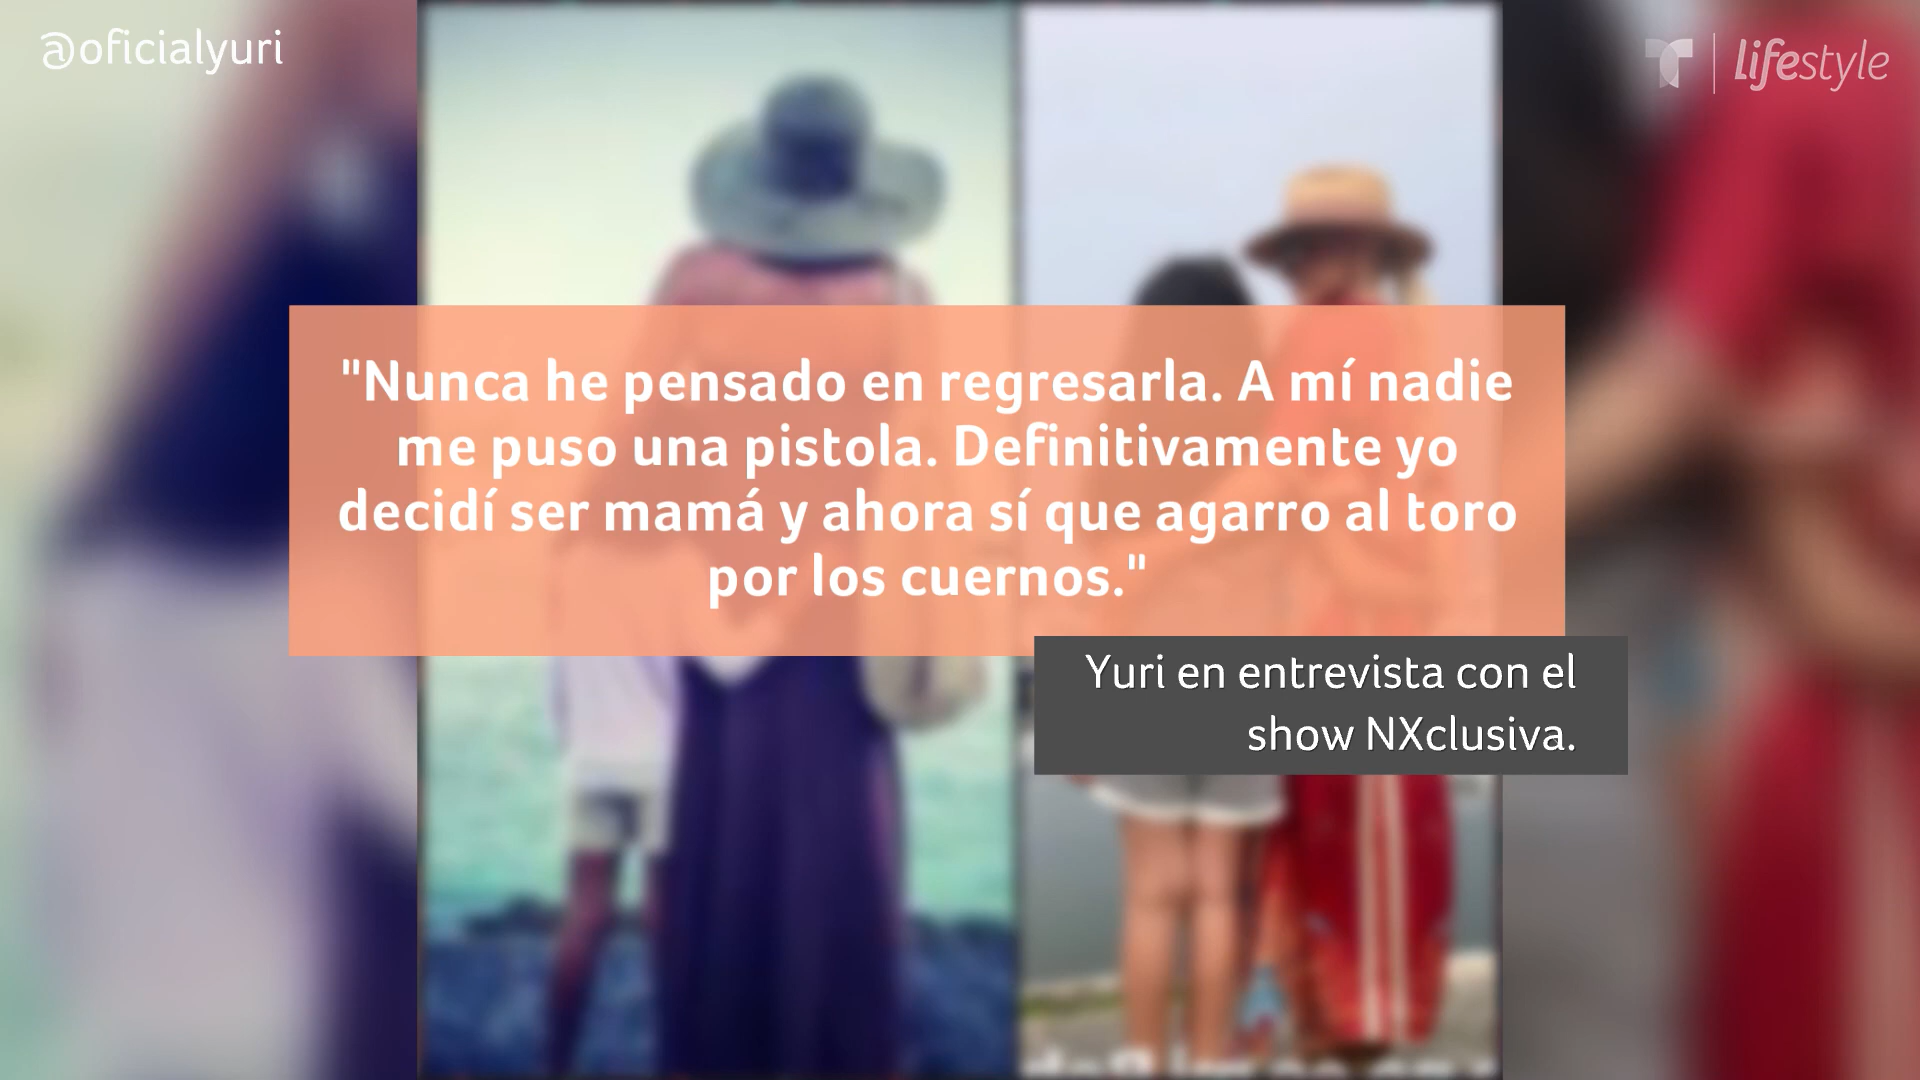 @oficialyuri
lifestyle
"Nunca he pensado en regresarla. A mí nadie
me puso una pistola. Definitivamente yo
decidí ser mamá y ahora sí que agarro al toro
por los cuernos."
Yuri en entrevista con el
show NXclusiva.